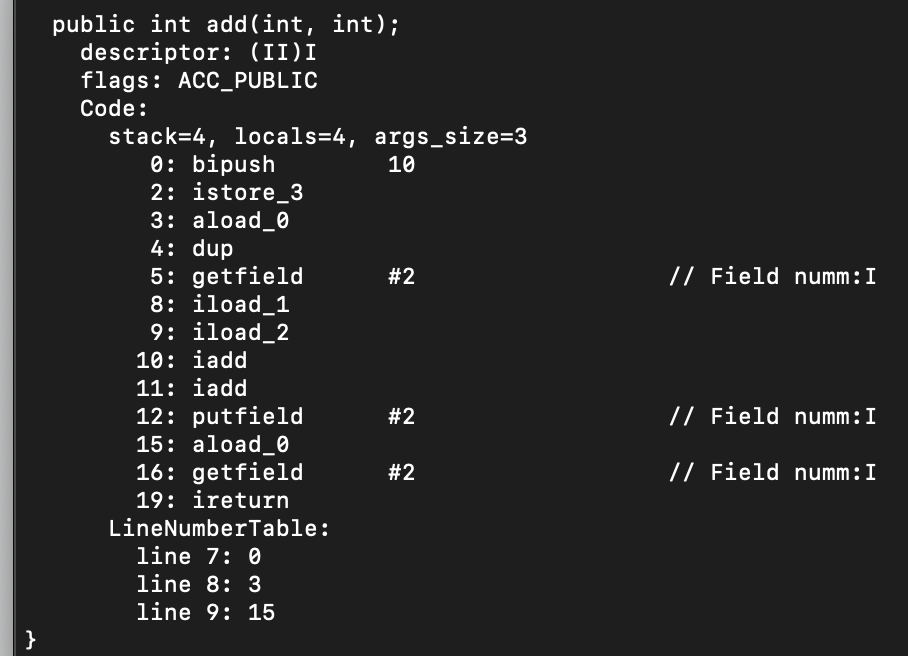 public int add(int, int);
descriptor: (II)I
flags: ACC_PUBLIC
Code:
stack=4, locals=4, args_size=3
0: bipush        10
2: istore_3
3: aload_0
4: dup
5: getfield      #2                  // Field numm:I
8: iload_1
9: iload_2
10: iadd
11: iadd
12: putfield      #2                  // Field numm:I
15: aload_0
16: getfield      #2                  // Field numm:I
19: ireturn
LineNumberTable:
line 7: 0
line 8: 3
line 9: 15
}